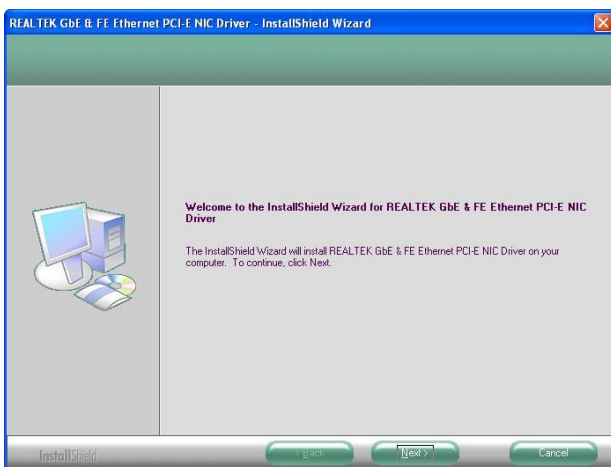 REALTEK GbE & FE Ethernet PCI-E NIC Driver - InstallShield Wizard
Welcome to the InstallShield Wizard for REALTEK GbE & FE Ethernet PCI-E NIC
Driver
The InstallShield Wizard will install REALTEK GbE & FE Ethernet PCI-E NIC Driver on your
computer. To continue, click Next.
InstallShield
< Back
Next >
Cancel